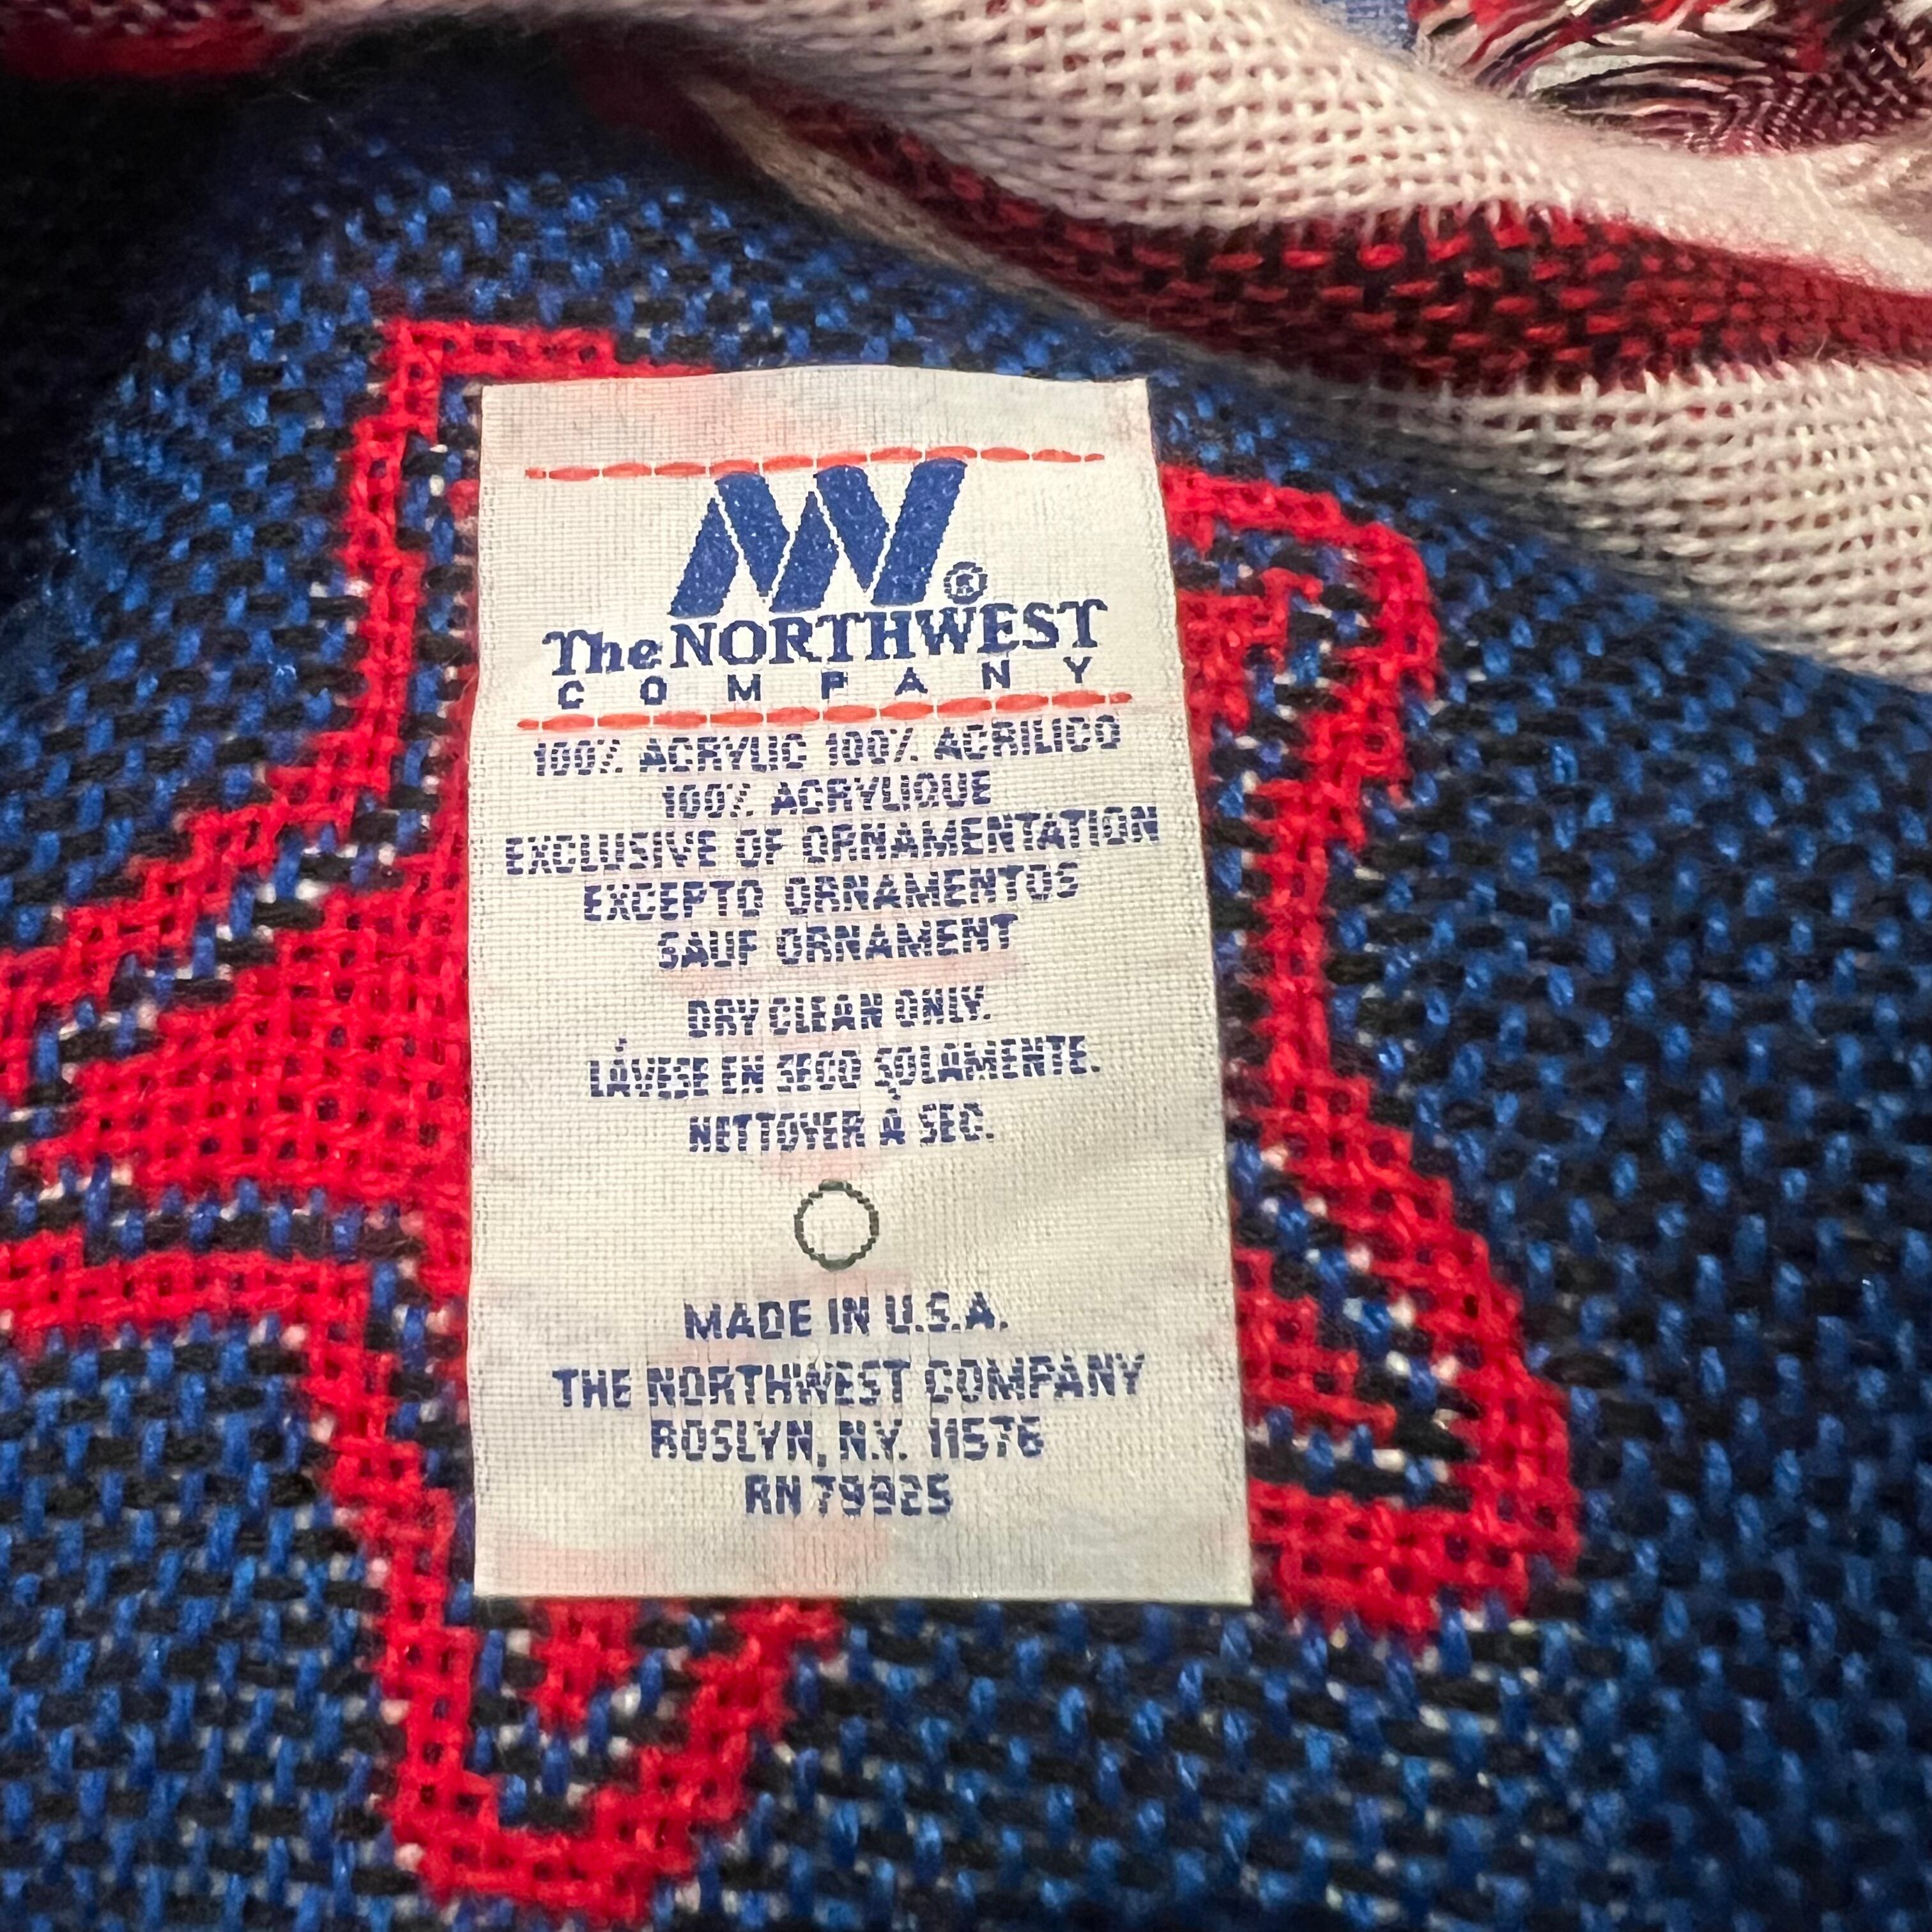 ®
The NORTHWEST
COMPANY
100% ACRYLIC 100% ACRILICO
100% ACRYLIQUE
EXCLUSIVE OF ORNAMENTATION
EXCEPTO ORNAMENTOS
SAUF ORNAMENT
DRY CLEAN ONLY.
LÁVESE EN SECO SOLAMENTE.
NETTOYER À SEC.
MADE IN U.S.A.
THE NORTHWEST COMPANY
ROSLYN, N.Y. 11576
RN 79925